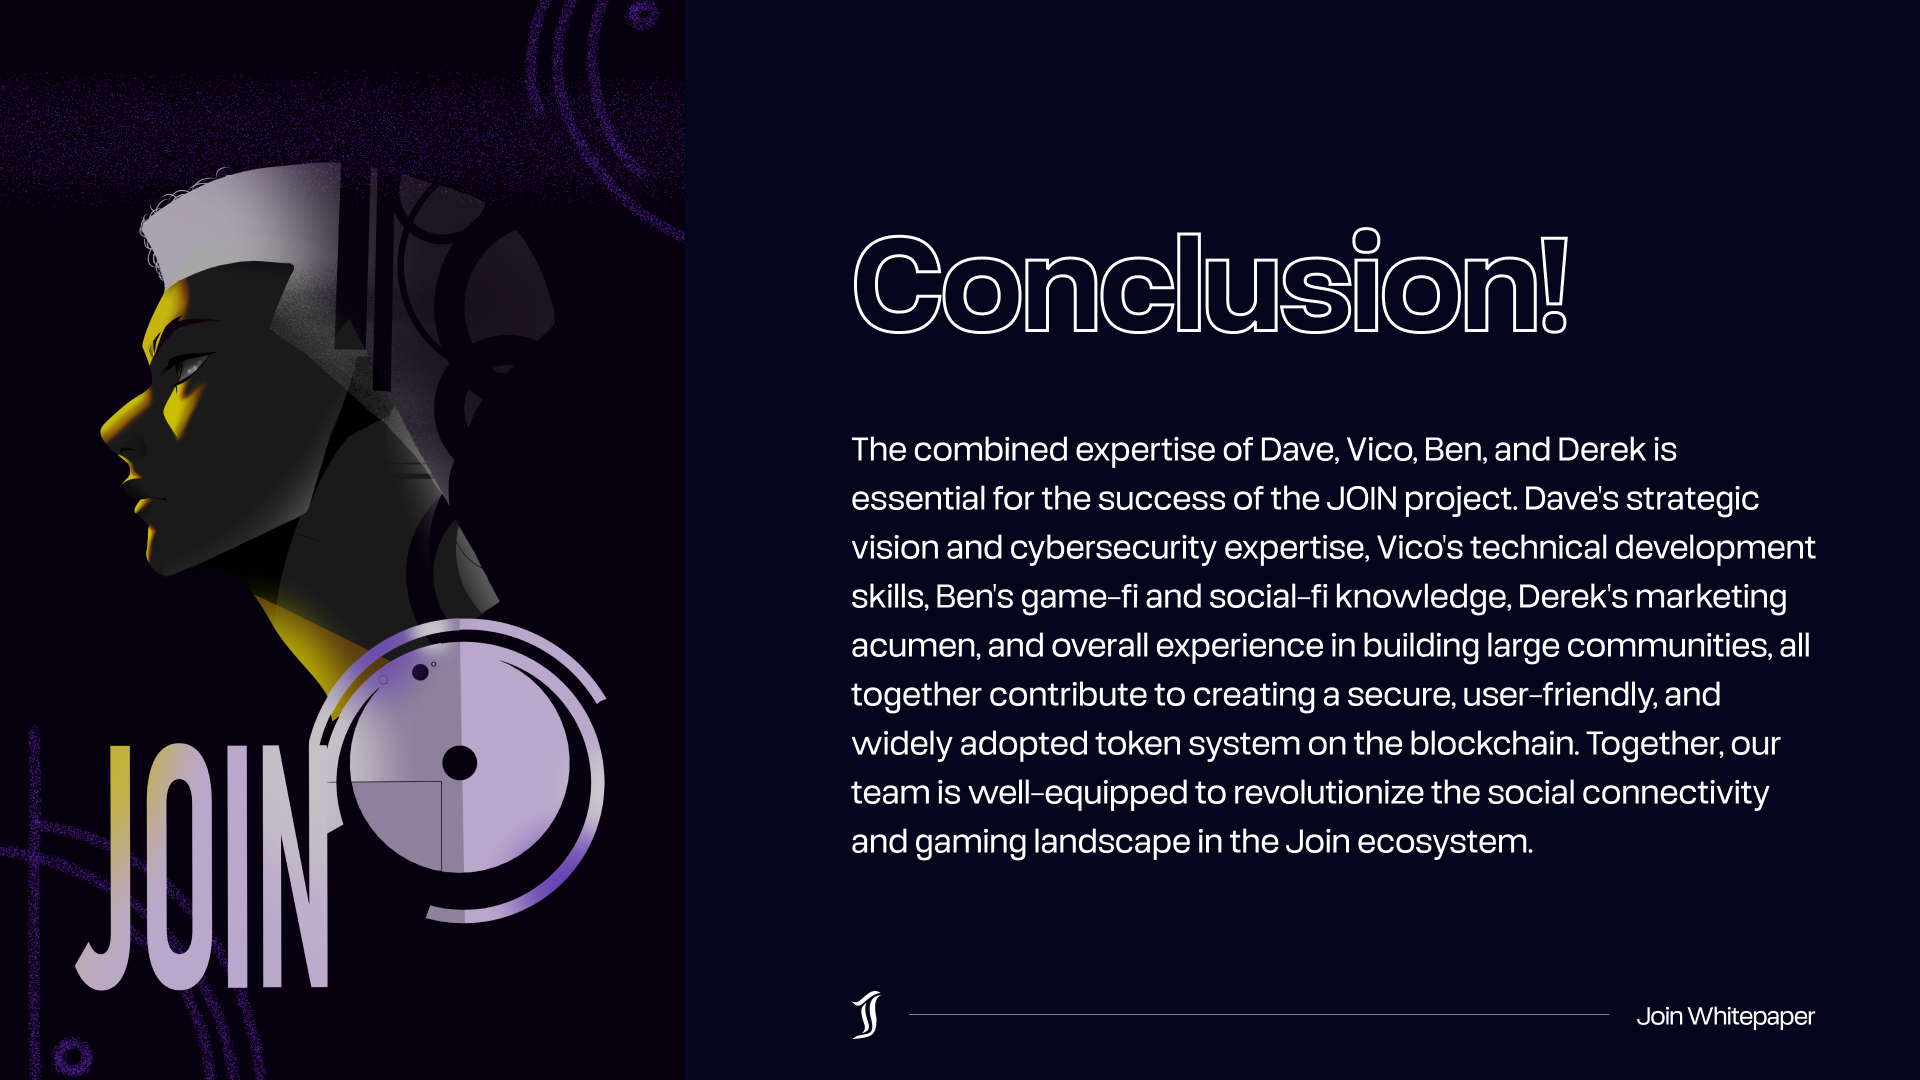 JOIN
Conclusion!
The combined expertise of Dave, Vico, Ben, and Derek is
essential for the success of the JOIN project. Dave's strategic
vision and cybersecurity expertise, Vico's technical development
skills, Ben's game-fi and social-fi knowledge, Derek's marketing
acumen, and overall experience in building large communities, all
together contribute to creating a secure, user-friendly, and
widely adopted token system on the blockchain. Together, our
team is well-equipped to revolutionize the social connectivity
and gaming landscape in the Join ecosystem.
Join Whitepaper